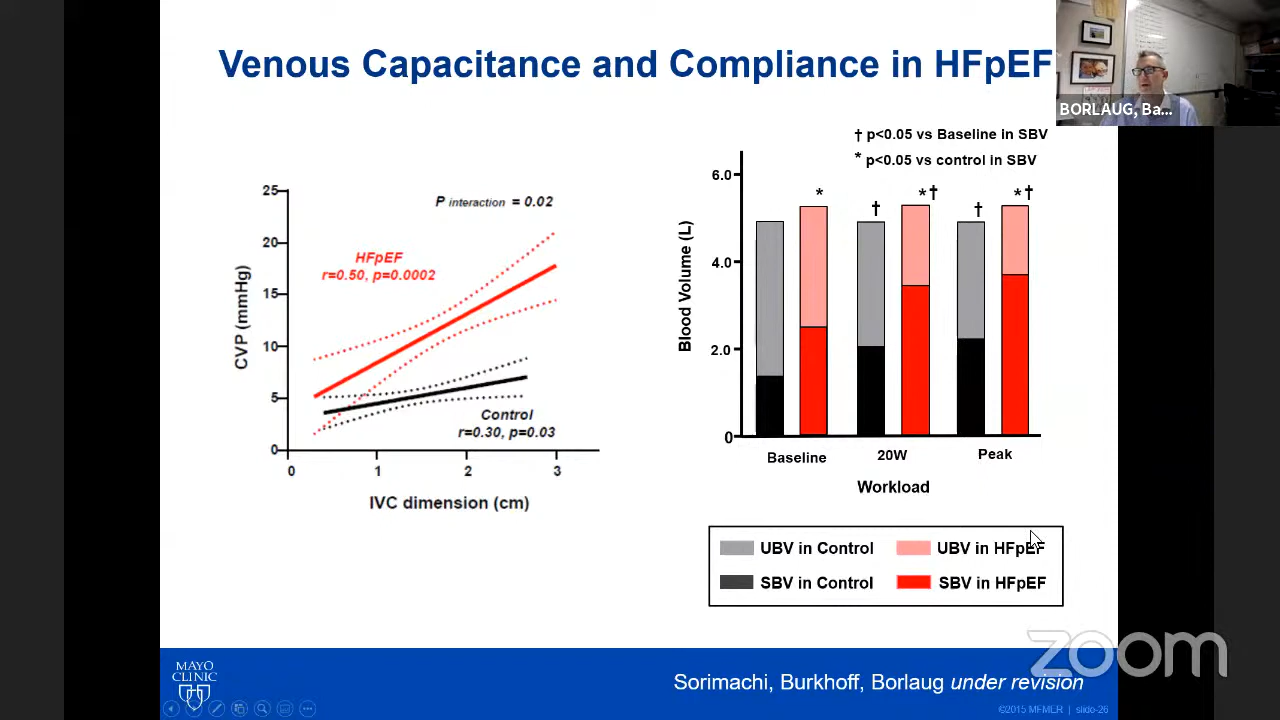 Venous Capacitance and Compliance in HFpEF
BORLAUG, Ba...
† p<0.05 vs Baseline in SBV
* p<0.05 vs control in SBV
25
20
15
10
5
0
CVP (mmHg)
P interaction = 0.02
HFpEF
r=0.50, p=0.0002
Control
r=0.30, p=0.03
0 1 2 3
IVC dimension (cm)
6.0
4.0
2.0
0
Blood Volume (L)
* † *† † *†
Baseline 20W Peak
Workload
UBV in Control UBV in HFpEF
SBV in Control SBV in HFpEF
zoom
MAYO
CLINIC
Sorimachi, Burkhoff, Borlaug under revision
©2015 MFMER | slide-26